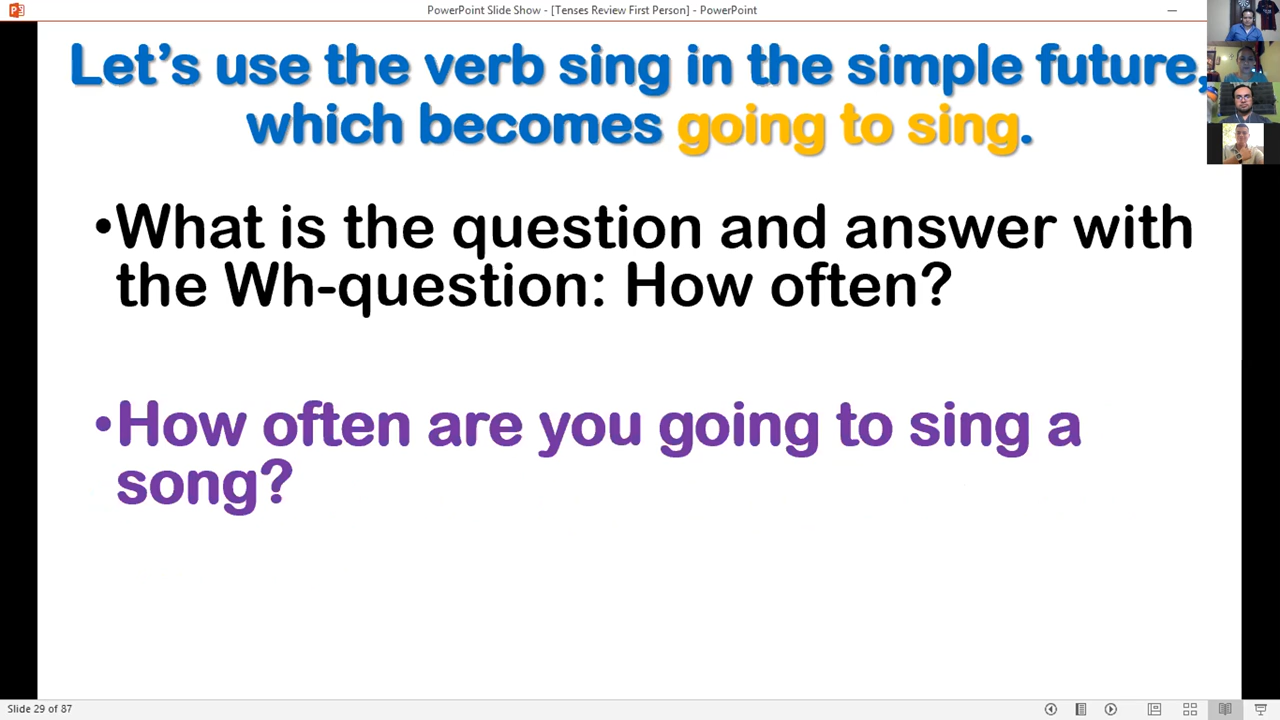 PowerPoint Slide Show - [Tenses Review First Person] - PowerPoint
Let's use the verb sing in the simple future,
which becomes going to sing.
•What is the question and answer with
the Wh-question: How often?
•How often are you going to sing a
song?
Slide 29 of 87